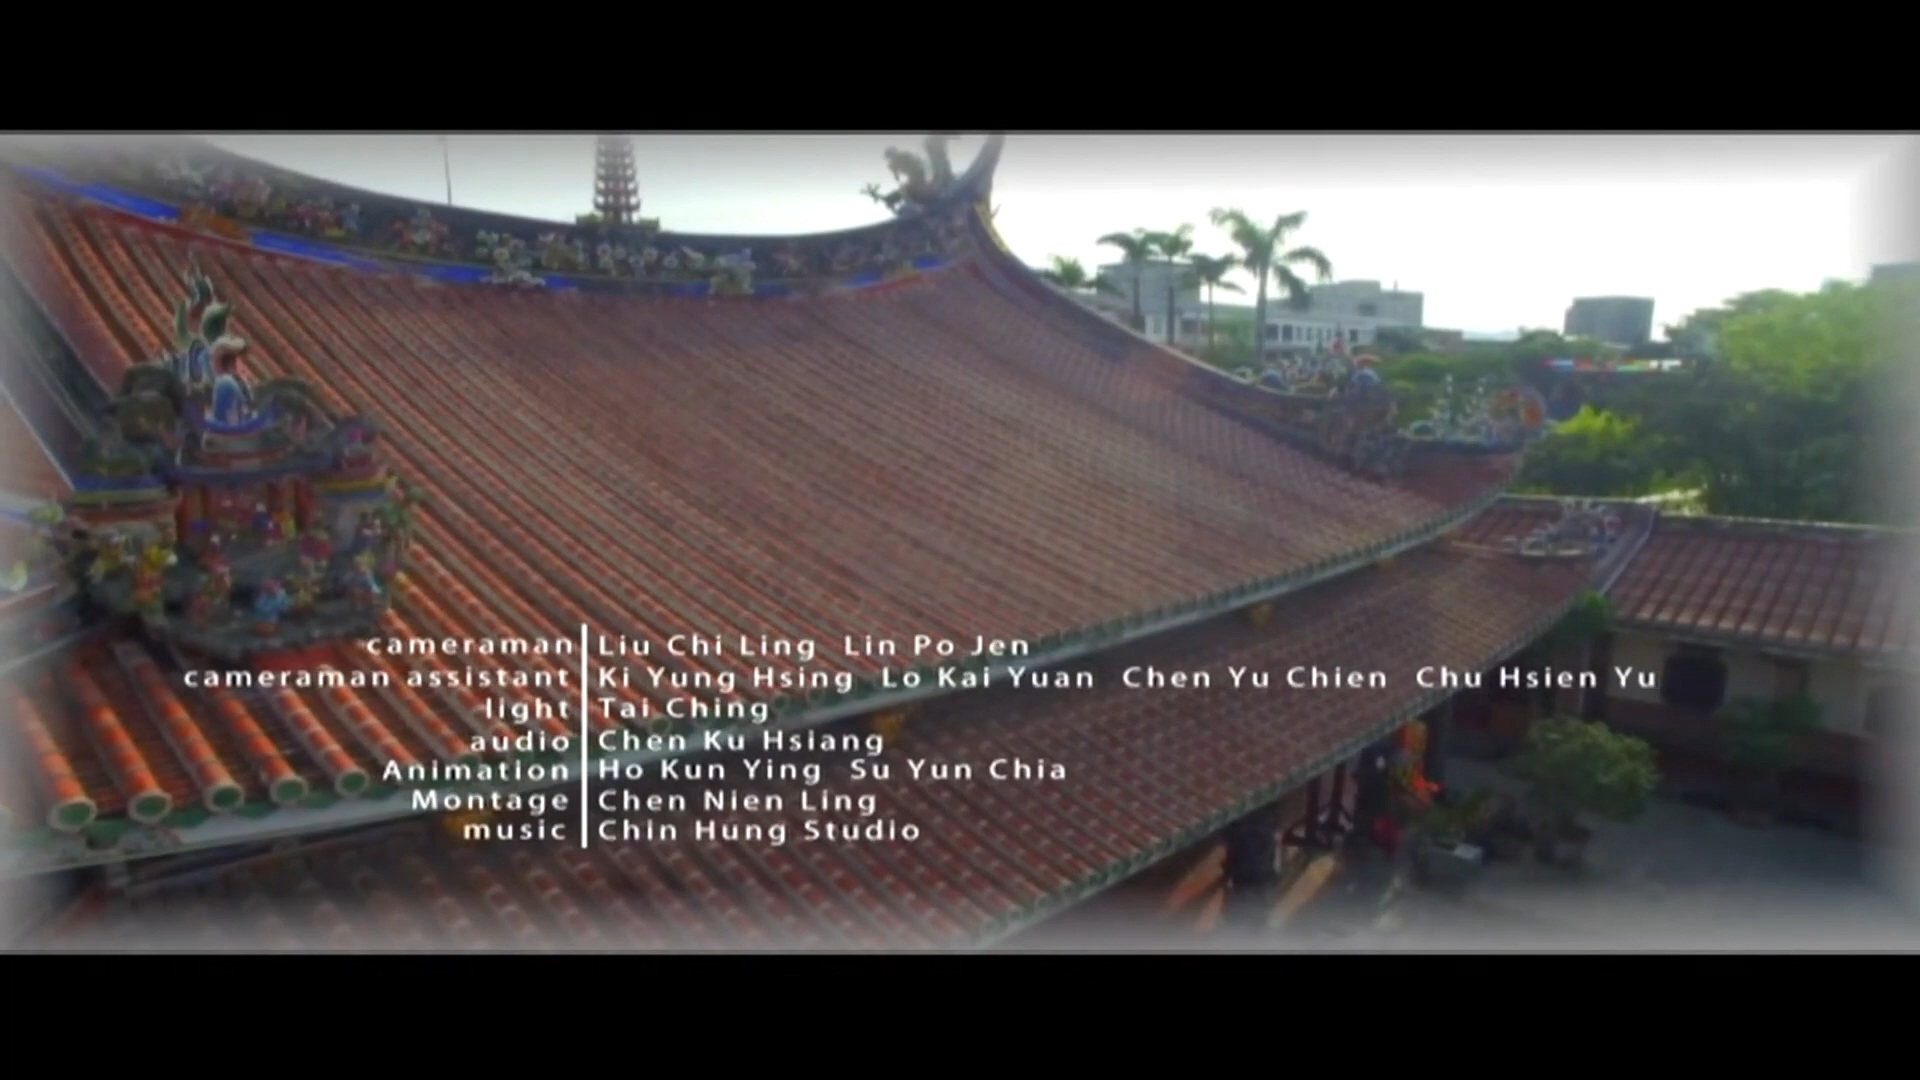 cameraman Liu Chi Ling Lin Po Jen
cameraman assistant Ki Yung Hsing Lo Kai Yuan Chen Yu Chien Chu Hsien Yu
light Tai Ching
audio Chen Ku Hsiang
Animation Ho Kun Ying Su Yun Chia
Montage Chen Nien Ling
music Chin Hung Studio